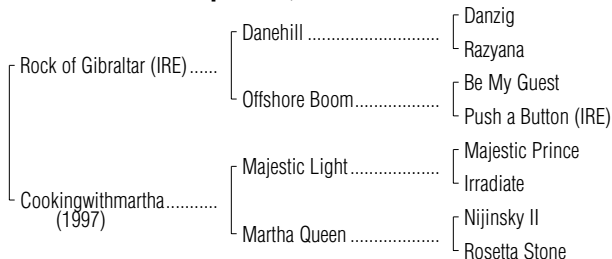 Danzig
Danehill ........................
Razyana
Rock of Gibraltar (IRE)......
Be My Guest
Offshore Boom................
Push a Button (IRE)
Majestic Prince
Majestic Light.................
Irradiate
Cookingwithmartha...........
(1997)
Nijinsky II
Martha Queen .................
Rosetta Stone